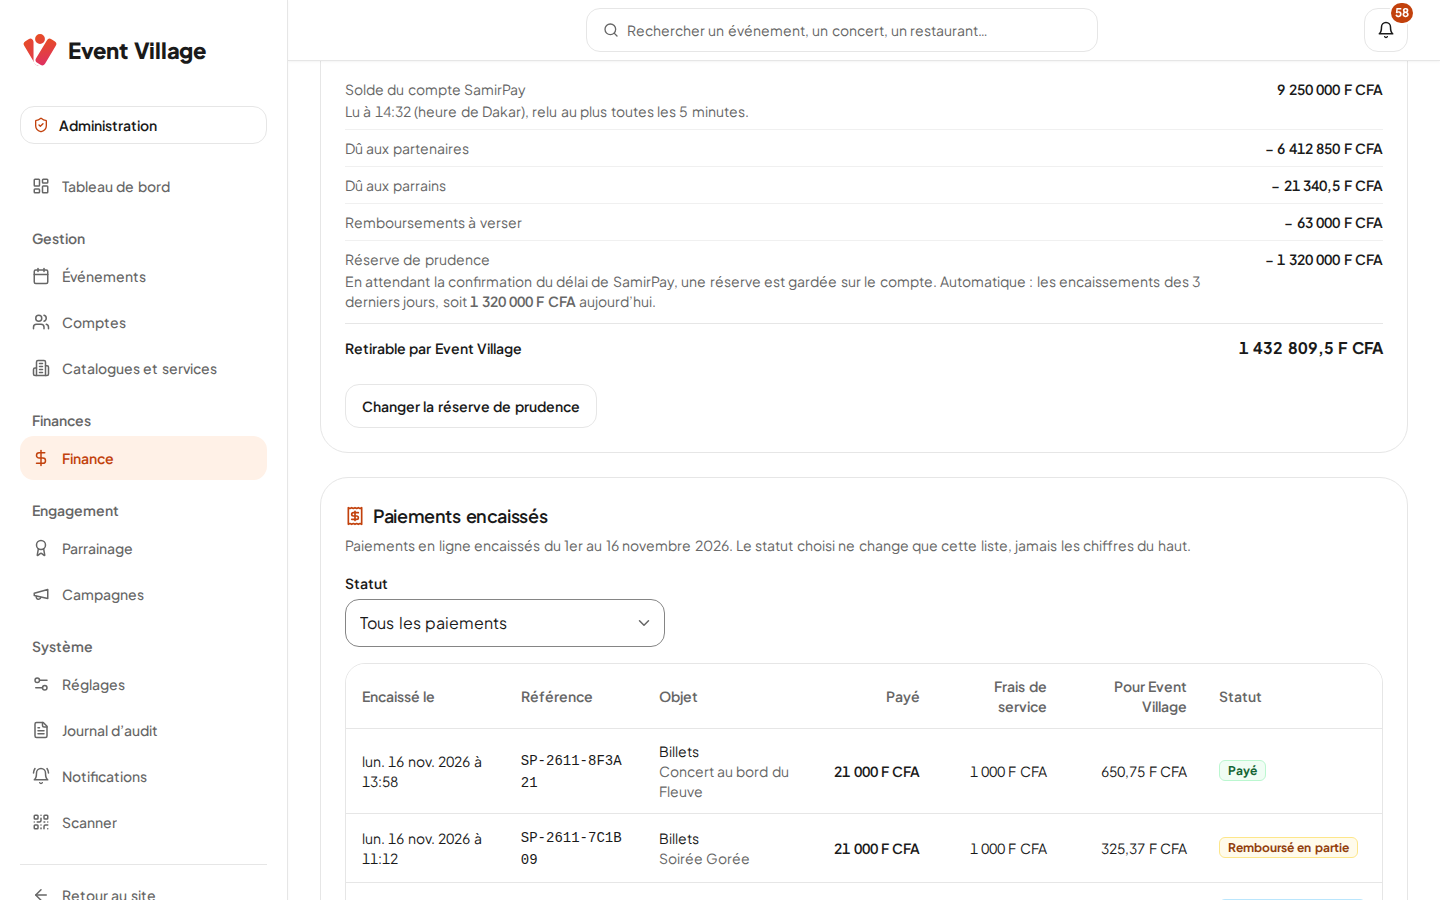 Event Village
Rechercher un événement, un concert, un restaurant…
58
Administration
Tableau de bord
Gestion
Événements
Comptes
Catalogues et services
Finances
Finance
Engagement
Parrainage
Campagnes
Système
Réglages
Journal d’audit
Notifications
Scanner
Retour au site
Solde du compte SamirPay
9 250 000 F CFA
Lu à 14:32 (heure de Dakar), relu au plus toutes les 5 minutes.
Dû aux partenaires
– 6 412 850 F CFA
Dû aux parrains
– 21 340,5 F CFA
Remboursements à verser
– 63 000 F CFA
Réserve de prudence
– 1 320 000 F CFA
En attendant la confirmation du délai de SamirPay, une réserve est gardée sur le compte. Automatique : les encaissements des 3
derniers jours, soit 1 320 000 F CFA aujourd’hui.
Retirable par Event Village
1 432 809,5 F CFA
Changer la réserve de prudence
Paiements encaissés
Paiements en ligne encaissés du 1er au 16 novembre 2026. Le statut choisi ne change que cette liste, jamais les chiffres du haut.
Statut
Tous les paiements
Encaissé le
Référence
Objet
Payé
Frais de
service
Pour Event
Village
Statut
lun. 16 nov. 2026 à
13:58
SP-2611-8F3A
21
Billets
Concert au bord du
Fleuve
21 000 F CFA
1 000 F CFA
650,75 F CFA
Payé
lun. 16 nov. 2026 à
11:12
SP-2611-7C1B
09
Billets
Soirée Gorée
21 000 F CFA
1 000 F CFA
325,37 F CFA
Remboursé en partie